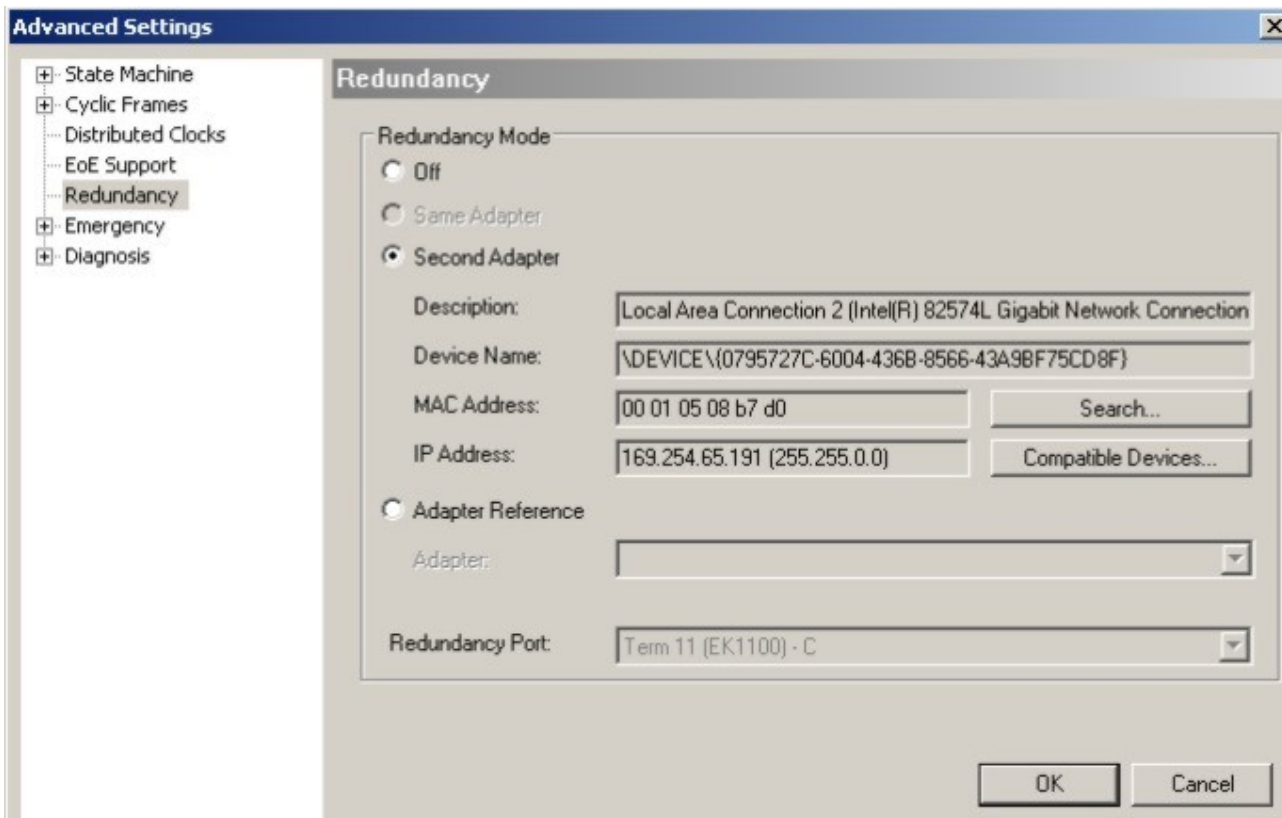 Advanced Settings
State Machine
Cyclic Frames
Distributed Clocks
EoE Support
Redundancy
Emergency
Diagnosis
Redundancy
Redundancy Mode
Off
Same Adapter
Second Adapter
Description: Local Area Connection 2 (Intel(R) 82574L Gigabit Network Connection
Device Name: \DEVICE\{0795727C-6004-436B-8566-43A9BF75CD8F}
MAC Address: 00 01 05 08 b7 d0 Search...
IP Address: 169.254.65.191 (255.255.0.0) Compatible Devices...
Adapter Reference
Adapter:
Redundancy Port: Term 11 (EK1100) - C
OK Cancel